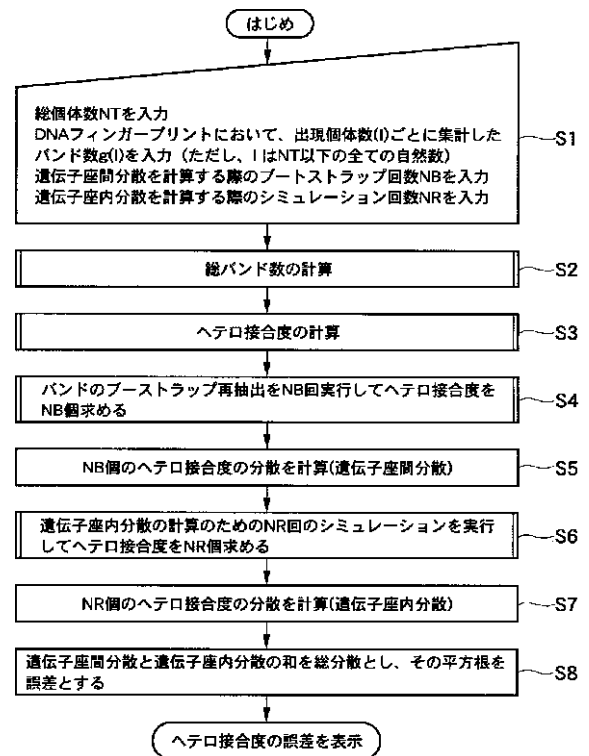 はじめ
総個体数NTを入力
DNAフィンガープリントにおいて、出現個体数(I)ごとに集計した
バンド数g(I)を入力（ただし、I はNT以下の全ての自然数）
遺伝子座間分散を計算する際のブートストラップ回数NBを入力
遺伝子座内分散を計算する際のシミュレーション回数NRを入力
S1
総バンド数の計算
S2
ヘテロ接合度の計算
S3
バンドのブーストラップ再抽出をNB回実行してヘテロ接合度を
NB個求める
S4
NB個のヘテロ接合度の分散を計算(遺伝子座間分散)
S5
遺伝子座内分散の計算のためのNR回のシミュレーションを実行
してヘテロ接合度をNR個求める
S6
NR個のヘテロ接合度の分散を計算(遺伝子座内分散)
S7
遺伝子座間分散と遺伝子座内分散の和を総分散とし、その平方根を
誤差とする
S8
ヘテロ接合度の誤差を表示